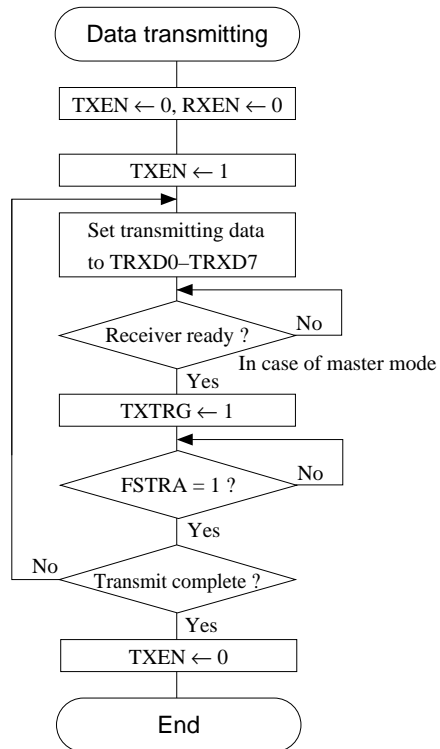 Data transmitting
TXEN ← 0, RXEN ← 0
TXEN ← 1
Set transmitting data
to TRXD0–TRXD7
Receiver ready ?
No
In case of master mode
Yes
TXTRG ← 1
FSTRA = 1 ?
No
Yes
No
Transmit complete ?
Yes
TXEN ← 0
End